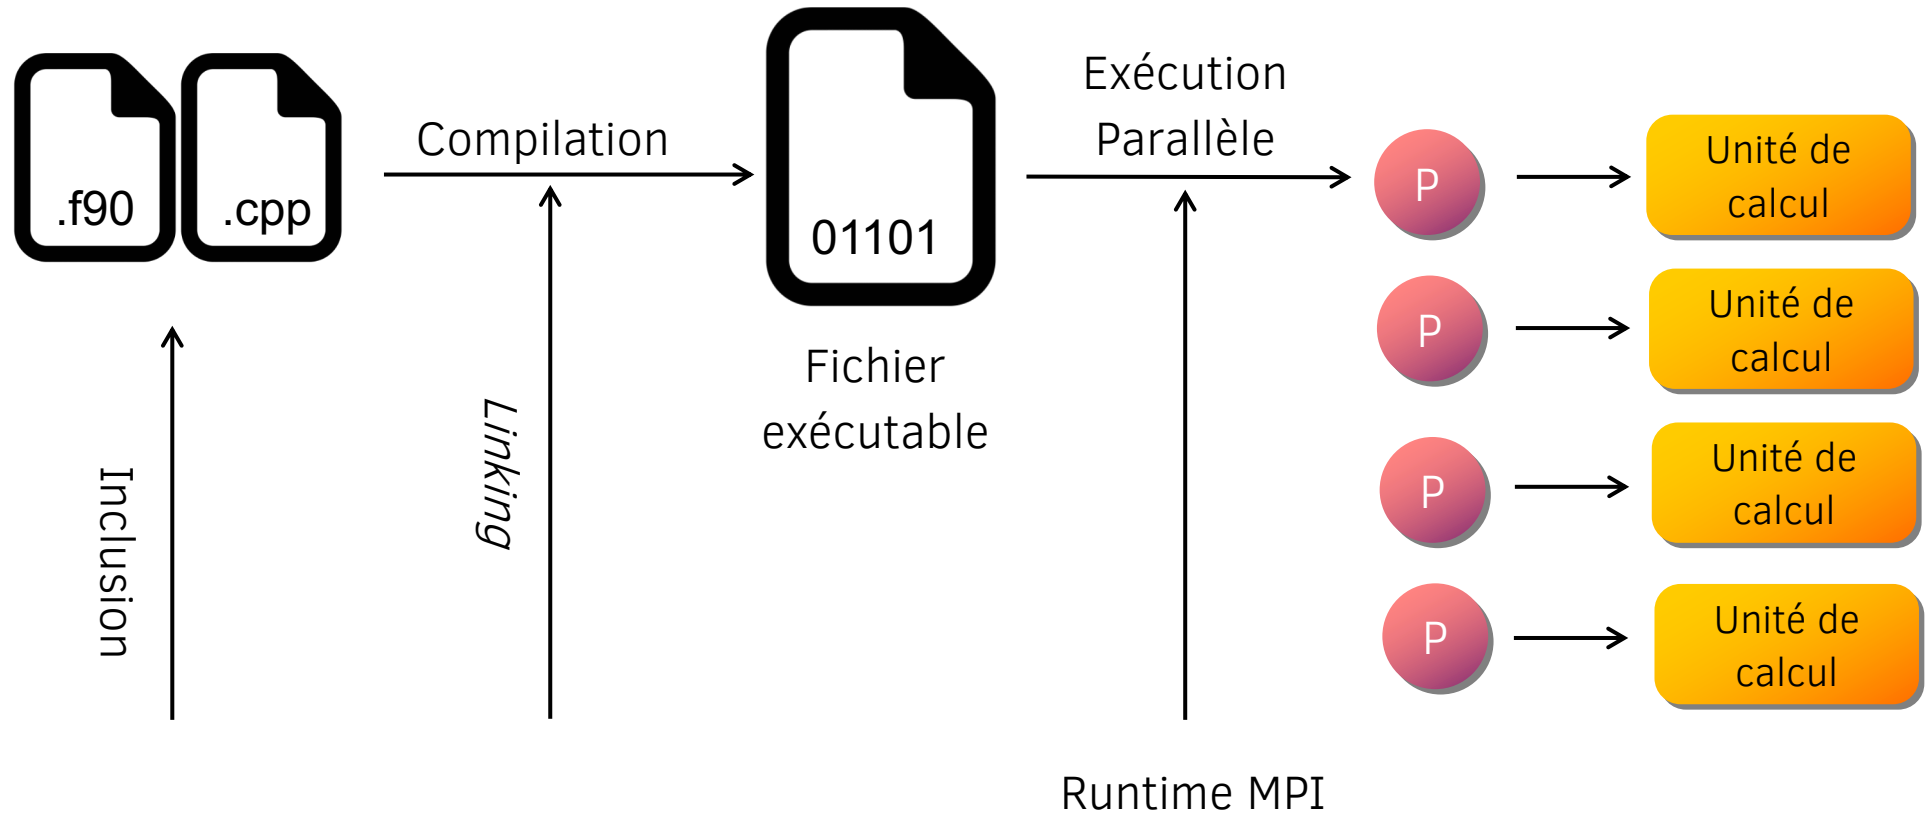 .f90
.cpp
Inclusion
Compilation
Linking
01101
Fichier
exécutable
Exécution
Parallèle
Runtime MPI
P
Unité de
calcul
P
Unité de
calcul
P
Unité de
calcul
P
Unité de
calcul